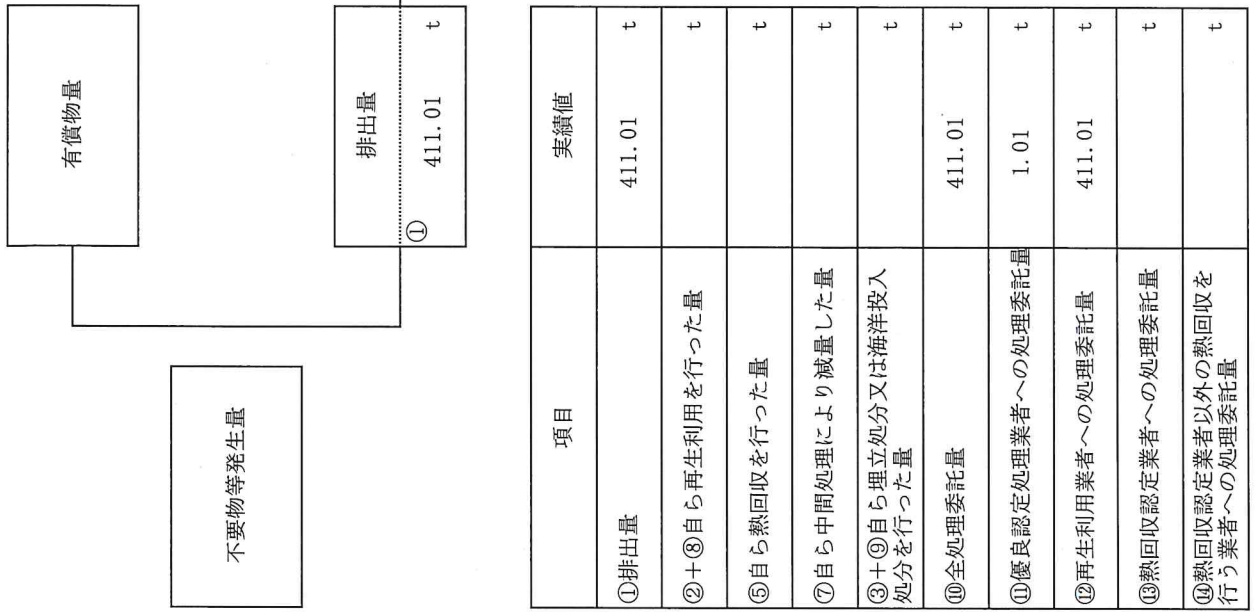 有償物量
不要物等発生量
排出量
① 411.01 t
項目 実績値
①排出量 411.01 t
②+⑧自ら再生利用を行った量 t
⑤自ら熱回収を行った量 t
⑦自ら中間処理により減量した量 t
③+⑨自ら埋立処分又は海洋投入
処分を行った量 t
⑩全処理委託量 411.01 t
⑪優良認定処理業者への処理委託量 1.01 t
⑫再生利用業者への処理委託量 411.01 t
⑬熱回収認定業者への処理委託量 t
⑭熱回収認定業者以外の熱回収を
行う業者への処理委託量 t